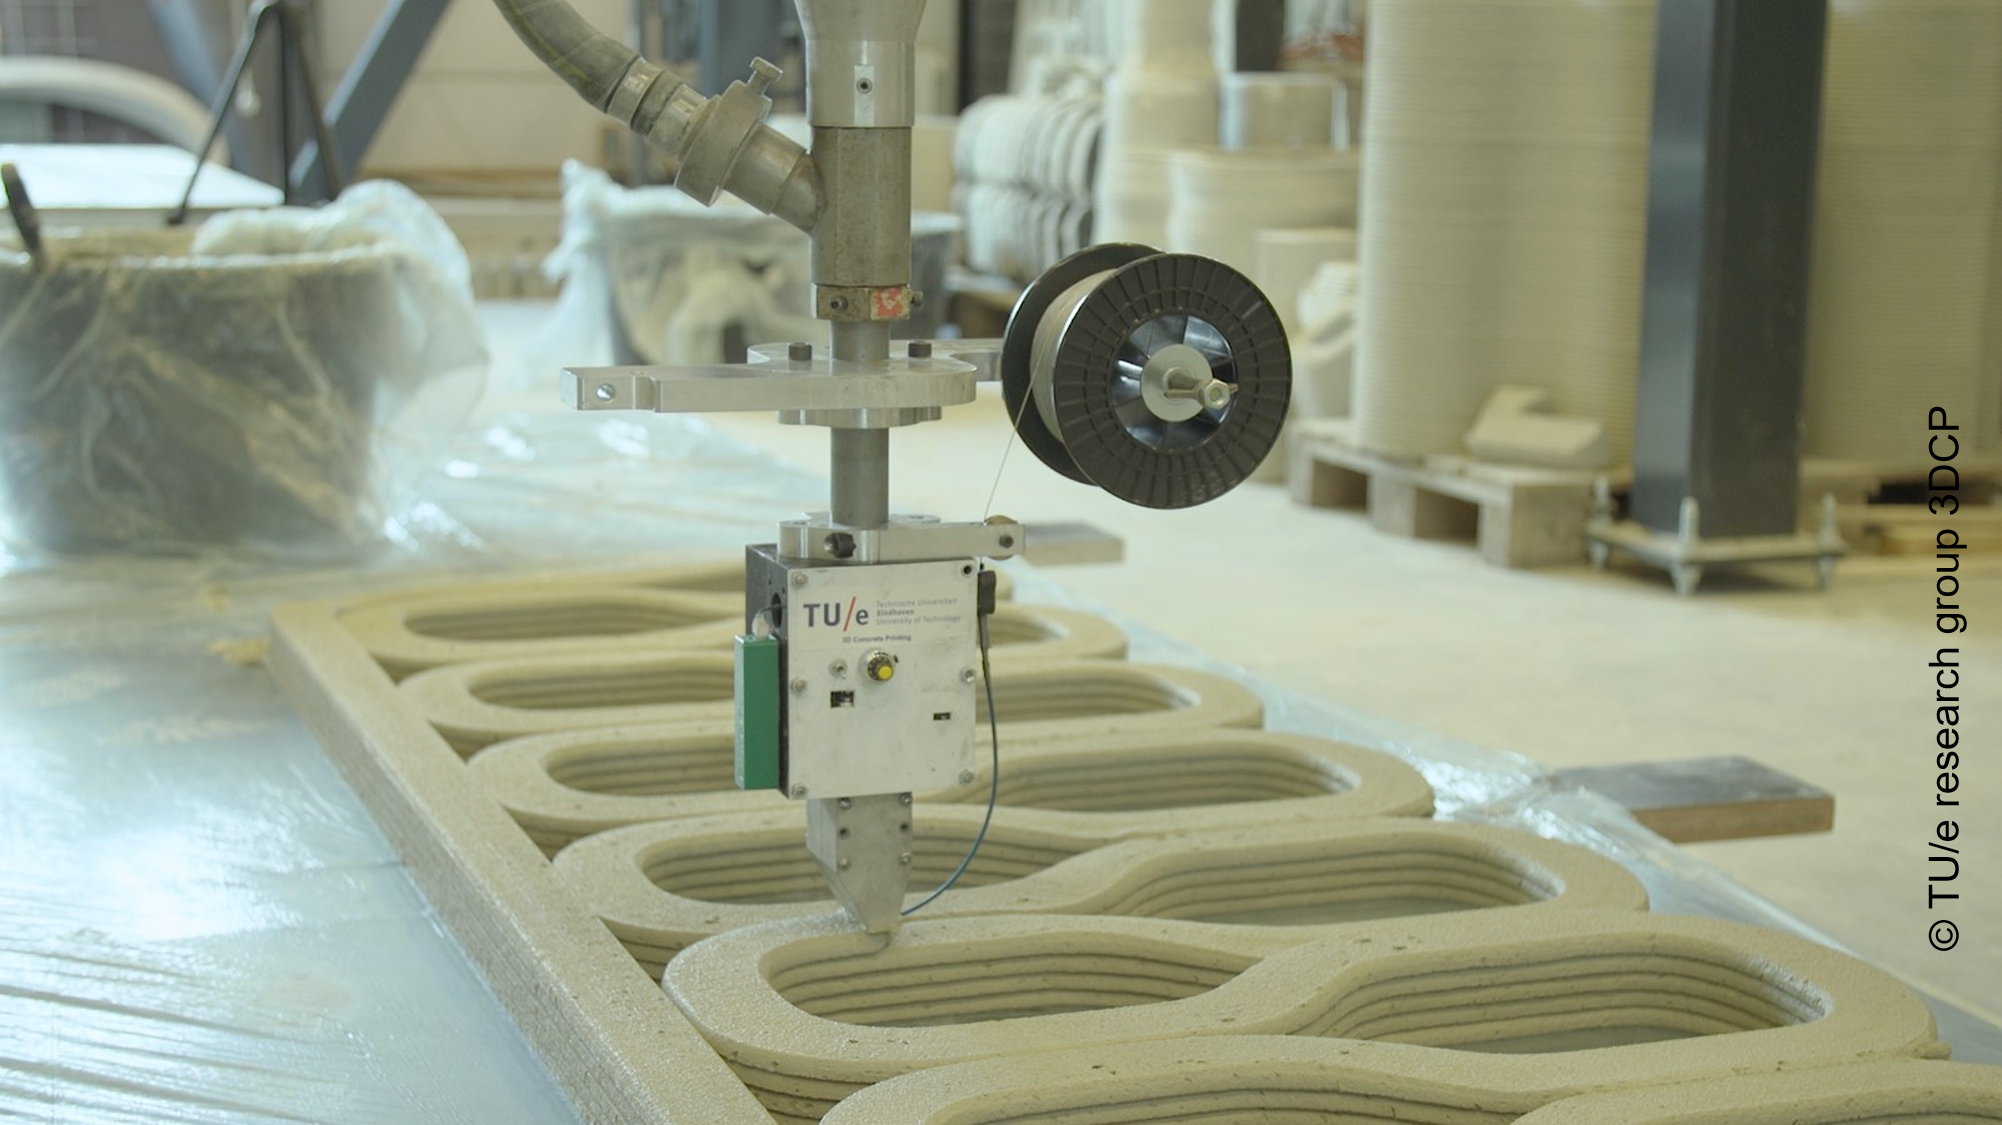 TU/e
Technische Universiteit
Eindhoven
University of Technology
3D Concrete Printing
© TU/e research group 3DCP